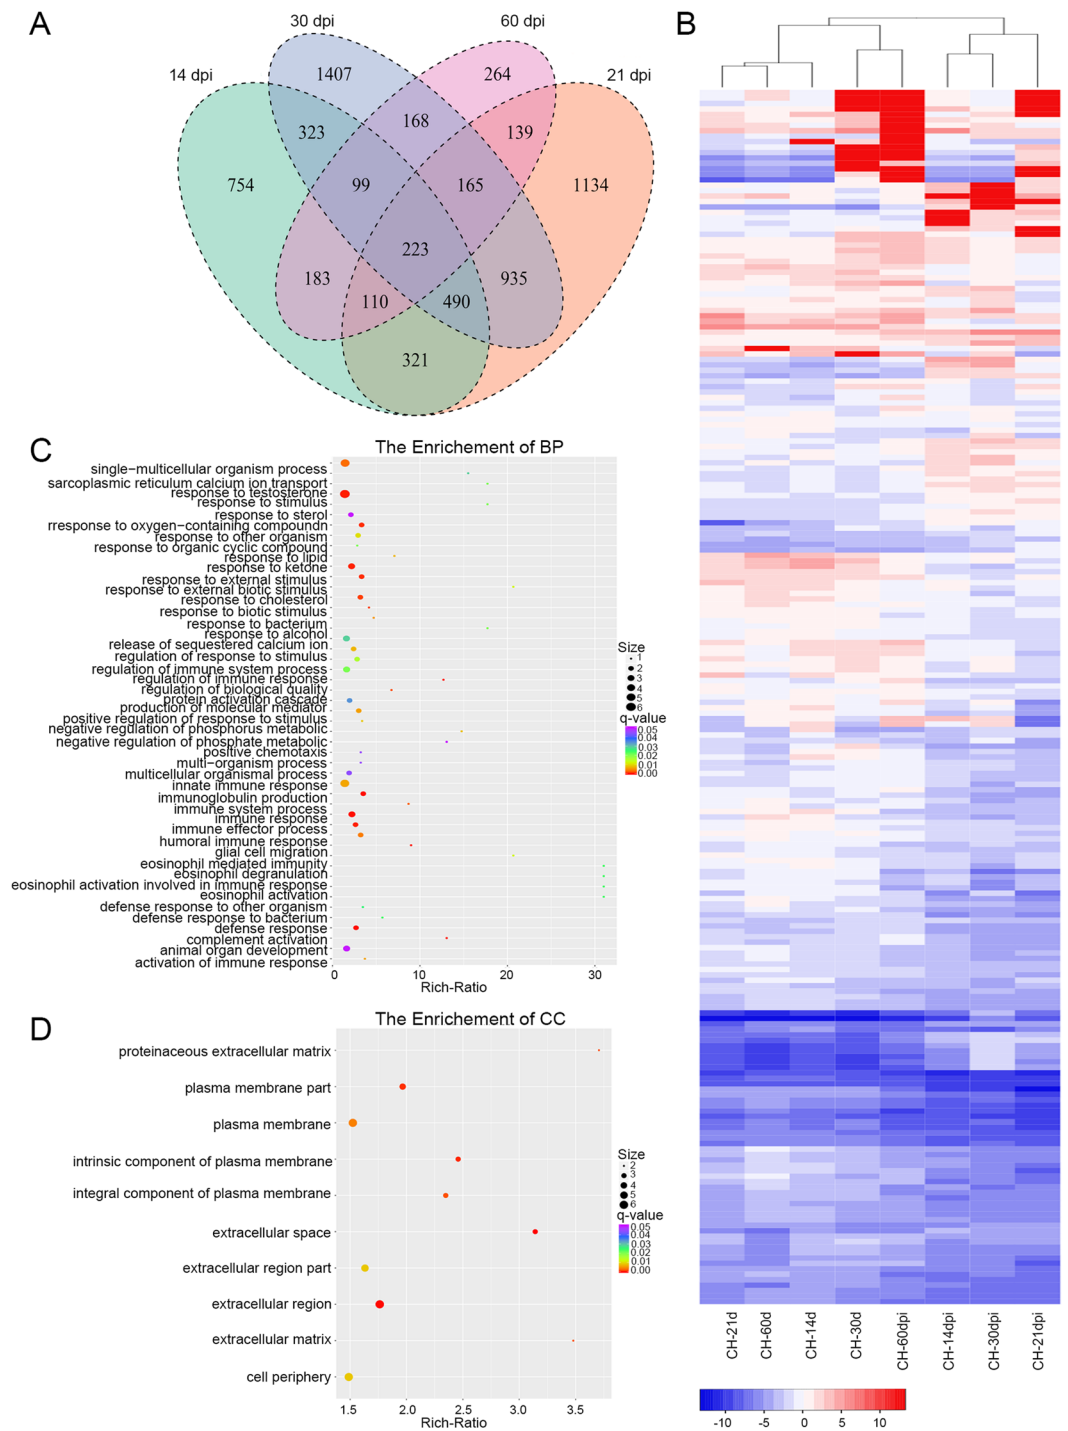 A
30 dpi
60 dpi
14 dpi
21 dpi
1407
264
323
168
139
754
99
165
1134
223
183
110
490
935
321
B
CH-21d
CH-60d
CH-14d
CH-30d
CH-60dpi
CH-14dpi
CH-30dpi
CH-21dpi
-10 -5 0 5 10
C
The Enrichement of BP
single−multicellular organism process
sarcoplasmic reticulum calcium ion transport
response to testosterone
response to stimulus
response to sterol
rresponse to oxygen−containing compoundn
response to other organism
response to organic cyclic compound
response to lipid
response to ketone
response to external stimulus
response to external biotic stimulus
response to cholesterol
response to biotic stimulus
response to bacterium
response to alcohol
release of sequestered calcium ion
regulation of response to stimulus
regulation of immune system process
regulation of immune response
regulation of biological quality
protein activation cascade
production of molecular mediator
positive regulation of response to stimulus
negative regulation of phosphorus metabolic
negative regulation of phosphate metabolic
positive chemotaxis
multi−organism process
multicellular organismal process
innate immune response
immunoglobulin production
immune system process
immune response
immune effector process
humoral immune response
glial cell migration
eosinophil mediated immunity
eosinophil degranulation
eosinophil activation involved in immune response
eosinophil activation
defense response to other organism
defense response to bacterium
defense response
complement activation
animal organ development
activation of immune response
0 10 20 30
Rich-Ratio
Size
1
2
3
4
5
6
q-value
0.05
0.04
0.03
0.02
0.01
0.00
D
The Enrichement of CC
proteinaceous extracellular matrix
plasma membrane part
plasma membrane
intrinsic component of plasma membrane
integral component of plasma membrane
extracellular space
extracellular region part
extracellular region
extracellular matrix
cell periphery
1.5 2.0 2.5 3.0 3.5
Rich-Ratio
Size
2
3
4
5
6
q-value
0.05
0.04
0.03
0.02
0.01
0.00